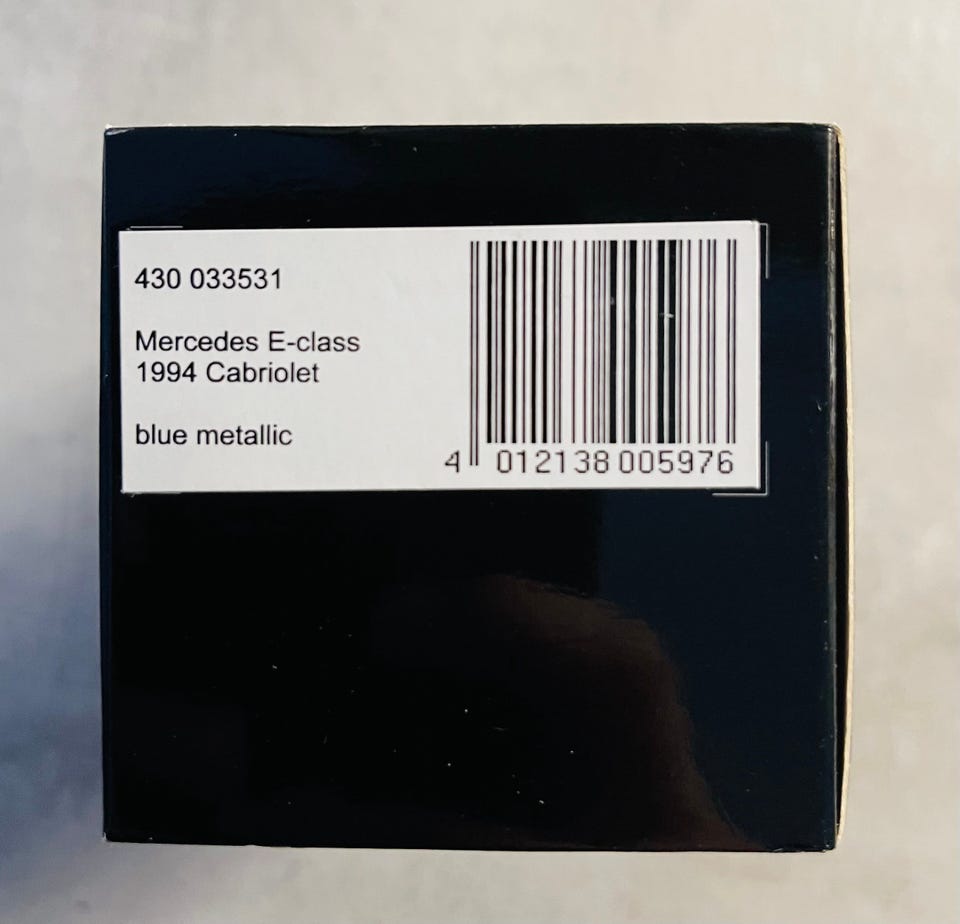 430 033531
Mercedes E-class
1994 Cabriolet
blue metallic
4 012138 005976